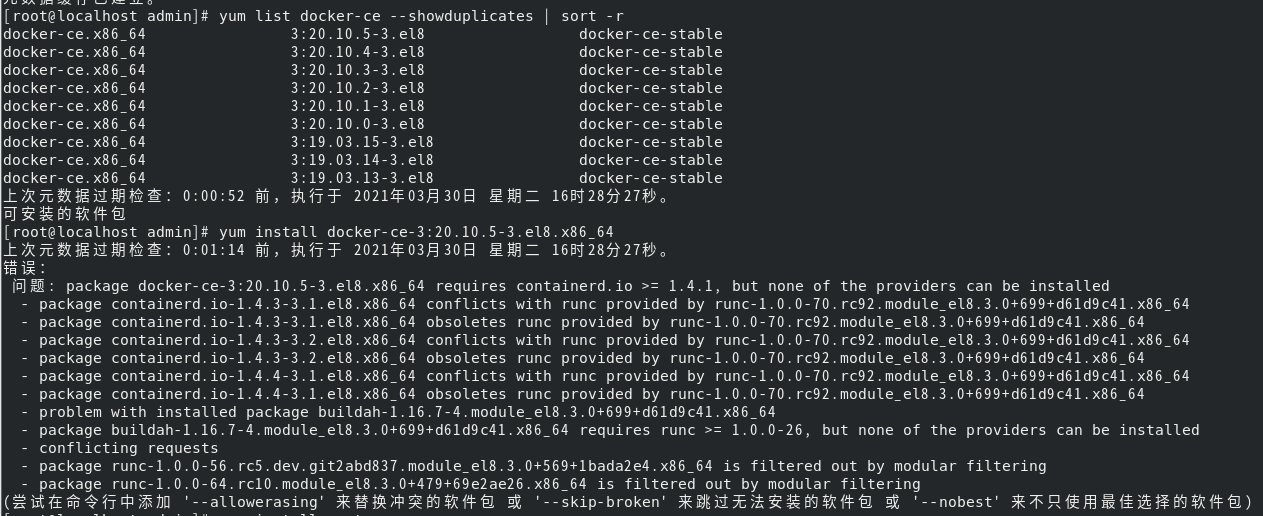 [root@localhost admin]# yum list docker-ce --showduplicates | sort -r
docker-ce.x86_64 3:20.10.5-3.el8 docker-ce-stable
docker-ce.x86_64 3:20.10.4-3.el8 docker-ce-stable
docker-ce.x86_64 3:20.10.3-3.el8 docker-ce-stable
docker-ce.x86_64 3:20.10.2-3.el8 docker-ce-stable
docker-ce.x86_64 3:20.10.1-3.el8 docker-ce-stable
docker-ce.x86_64 3:20.10.0-3.el8 docker-ce-stable
docker-ce.x86_64 3:19.03.15-3.el8 docker-ce-stable
docker-ce.x86_64 3:19.03.14-3.el8 docker-ce-stable
docker-ce.x86_64 3:19.03.13-3.el8 docker-ce-stable
上次元数据过期检查：0:00:52 前，执行于 2021年03月30日 星期二 16时28分27秒。
可安装的软件包
[root@localhost admin]# yum install docker-ce-3:20.10.5-3.el8.x86_64
上次元数据过期检查：0:01:14 前，执行于 2021年03月30日 星期二 16时28分27秒。
错误：
问题: package docker-ce-3:20.10.5-3.el8.x86_64 requires containerd.io >= 1.4.1, but none of the providers can be installed
- package containerd.io-1.4.3-3.1.el8.x86_64 conflicts with runc provided by runc-1.0.0-70.rc92.module_el8.3.0+699+d61d9c41.x86_64
- package containerd.io-1.4.3-3.1.el8.x86_64 obsoletes runc provided by runc-1.0.0-70.rc92.module_el8.3.0+699+d61d9c41.x86_64
- package containerd.io-1.4.3-3.2.el8.x86_64 conflicts with runc provided by runc-1.0.0-70.rc92.module_el8.3.0+699+d61d9c41.x86_64
- package containerd.io-1.4.3-3.2.el8.x86_64 obsoletes runc provided by runc-1.0.0-70.rc92.module_el8.3.0+699+d61d9c41.x86_64
- package containerd.io-1.4.4-3.1.el8.x86_64 conflicts with runc provided by runc-1.0.0-70.rc92.module_el8.3.0+699+d61d9c41.x86_64
- package containerd.io-1.4.4-3.1.el8.x86_64 obsoletes runc provided by runc-1.0.0-70.rc92.module_el8.3.0+699+d61d9c41.x86_64
- problem with installed package buildah-1.16.7-4.module_el8.3.0+699+d61d9c41.x86_64
- package buildah-1.16.7-4.module_el8.3.0+699+d61d9c41.x86_64 requires runc >= 1.0.0-26, but none of the providers can be installed
- conflicting requests
- package runc-1.0.0-56.rc5.dev.git2abd837.module_el8.3.0+569+1bada2e4.x86_64 is filtered out by modular filtering
- package runc-1.0.0-64.rc10.module_el8.3.0+479+69e2ae26.x86_64 is filtered out by modular filtering
(尝试在命令行中添加 '--allowerasing' 来替换冲突的软件包 或 '--skip-broken' 来跳过无法安装的软件包 或 '--nobest' 来不只使用最佳选择的软件包)